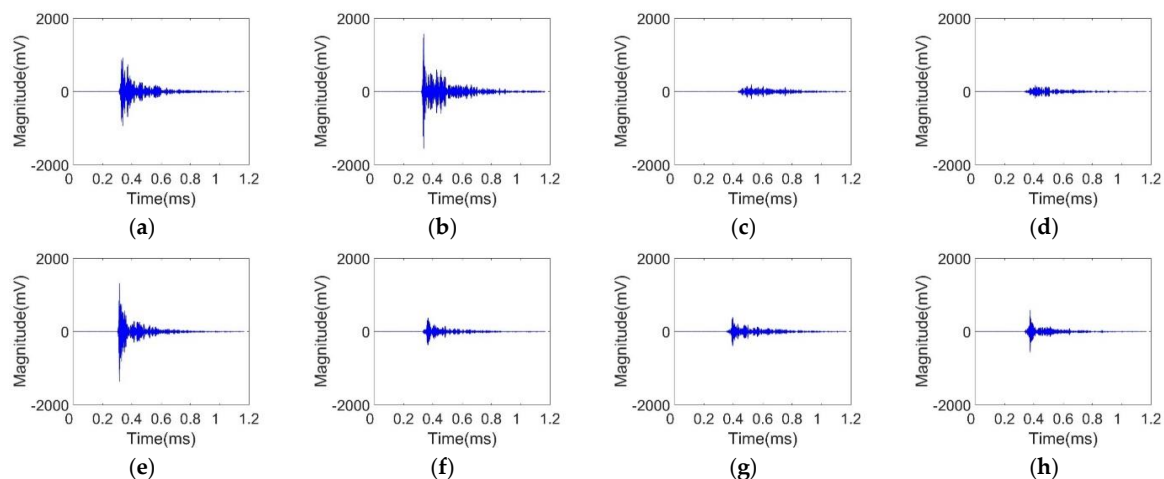 2000 2000 2000 2000
Magnitude(mV) Magnitude(mV) Magnitude(mV) Magnitude(mV)
0 0 0 0
-2000 -2000 -2000 -2000
0 0.2 0.4 0.6 0.8 1 1.2 0 0.2 0.4 0.6 0.8 1 1.2 0 0.2 0.4 0.6 0.8 1 1.2 0 0.2 0.4 0.6 0.8 1 1.2
Time(ms) Time(ms) Time(ms) Time(ms)
(a) (b) (c) (d)
2000 2000 2000 2000
Magnitude(mV) Magnitude(mV) Magnitude(mV) Magnitude(mV)
0 0 0 0
-2000 -2000 -2000 -2000
0 0.2 0.4 0.6 0.8 1 1.2 0 0.2 0.4 0.6 0.8 1 1.2 0 0.2 0.4 0.6 0.8 1 1.2 0 0.2 0.4 0.6 0.8 1 1.2
Time(ms) Time(ms) Time(ms) Time(ms)
(e) (f) (g) (h)